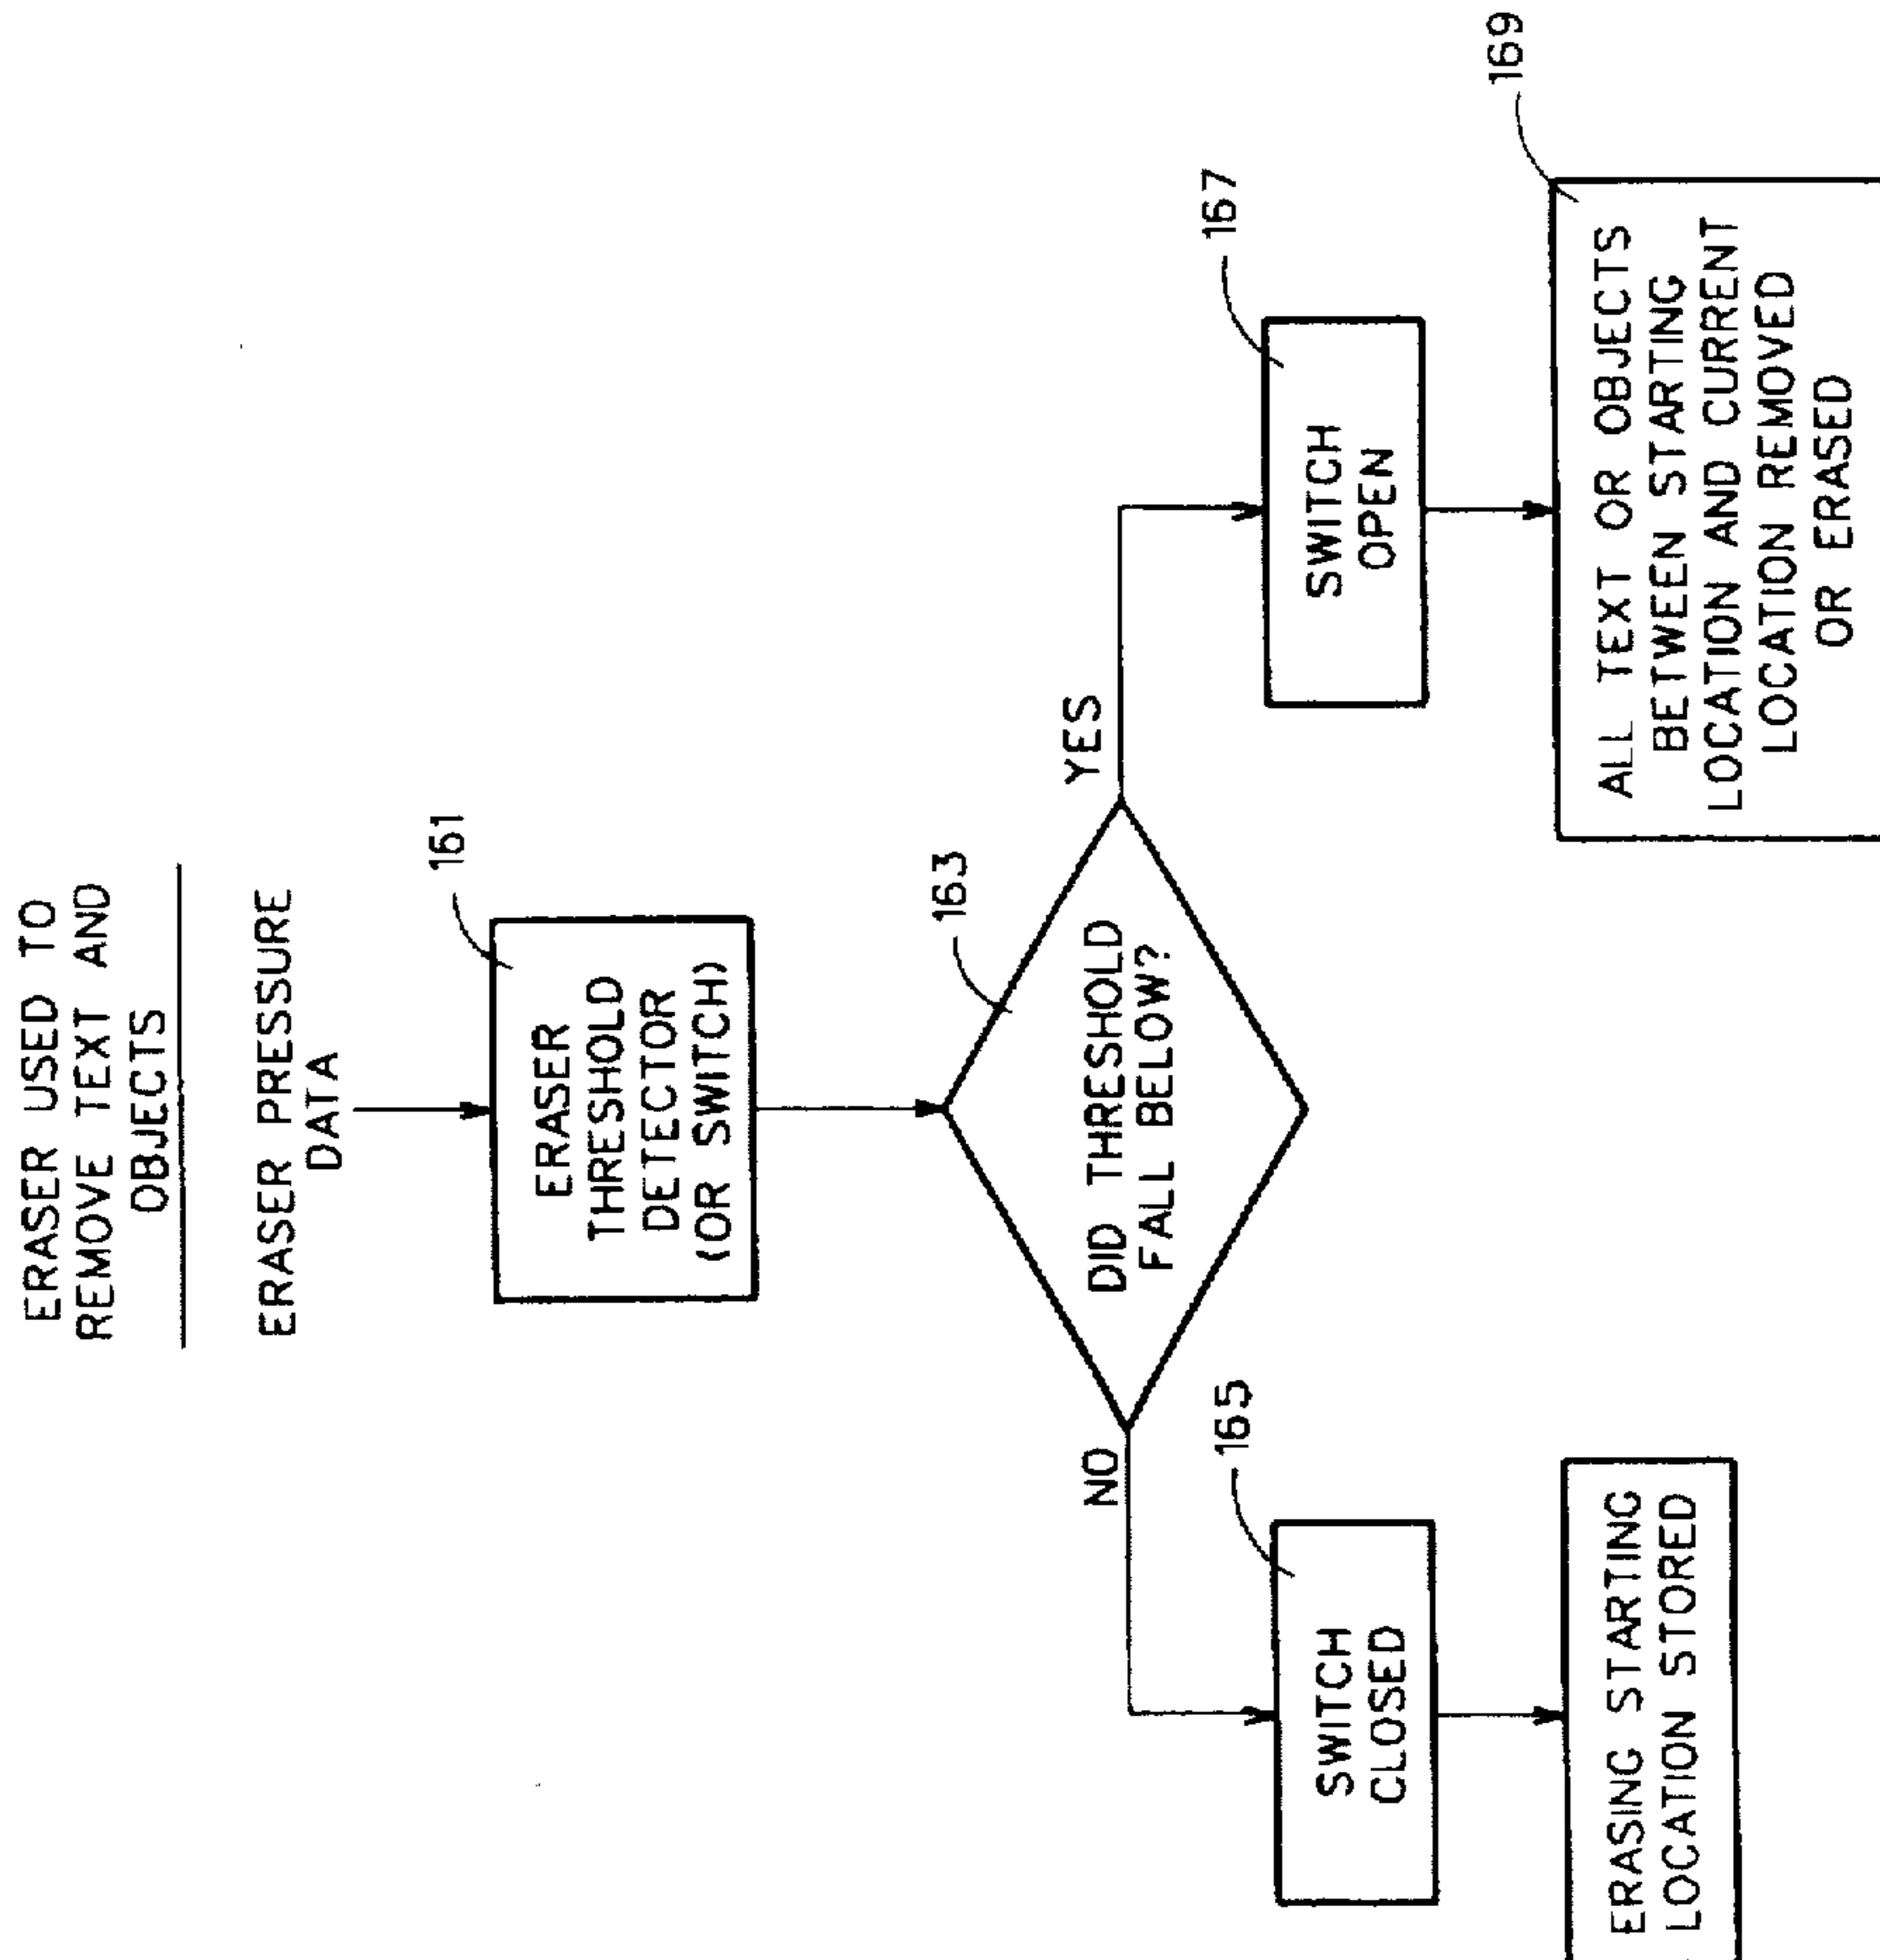 ERASER USED TO
REMOVE TEXT AND
OBJECTS
ERASER PRESSURE
DATA
161
ERASER
THRESHOLD
DETECTOR
(OR SWITCH)
163
DID THRESHOLD
FALL BELOW?
NO
YES
165
SWITCH
CLOSED
167
SWITCH
OPEN
ERASING STARTING
LOCATION STORED
169
ALL TEXT OR OBJECTS
BETWEEN STARTING
LOCATION AND CURRENT
LOCATION REMOVED
OR ERASED